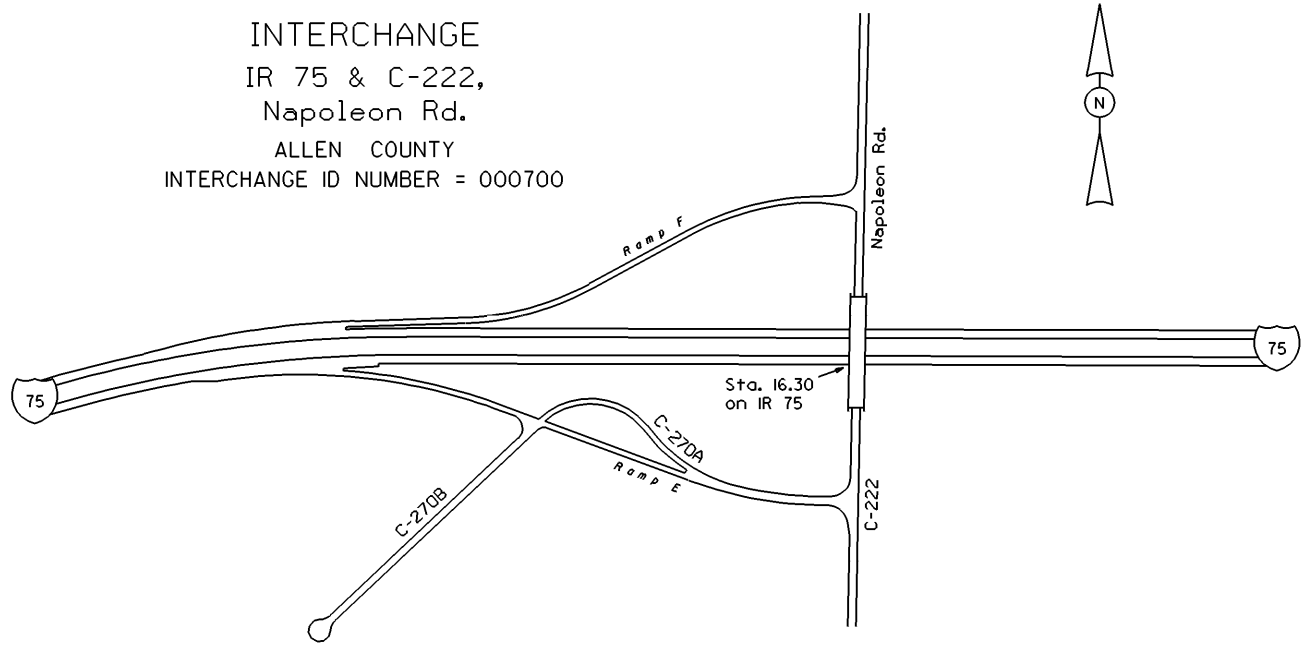 INTERCHANGE
IR 75 & C-222,
Napoleon Rd.
ALLEN COUNTY
INTERCHANGE ID NUMBER = 000700
N
Napoleon Rd.
Ramp F
75
75
Sta. 16.30
on IR 75
C-270A
Ramp E
C-270B
C-222